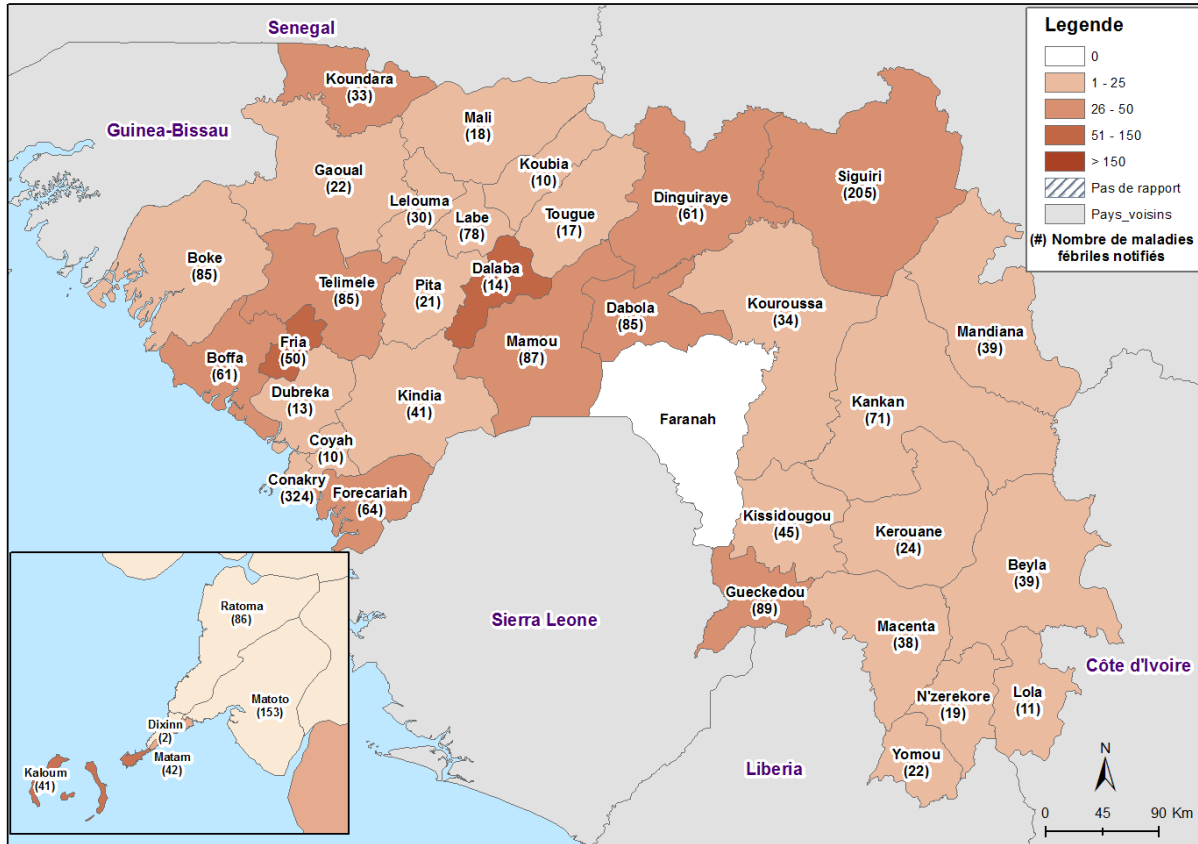 Senegal
Guinea-Bissau
Koundara
(33)
Mali
(18)
Gaoual
(22)
Koubia
(10)
Lelouma
(30)
Labe
(78)
Tougue
(17)
Dinguiraye
(61)
Siguiri
(205)
Boke
(85)
Telimele
(85)
Pita
(21)
Dalaba
(14)
Dabola
(85)
Kouroussa
(34)
Mandiana
(39)
Fria
(50)
Boffa
(61)
Mamou
(87)
Dubreka
(13)
Kindia
(41)
Faranah
Kankan
(71)
Coyah
(10)
Conakry
(324)
Forecariah
(64)
Kissidougou
(45)
Kerouane
(24)
Beyla
(39)
Gueckedou
(89)
Sierra Leone
Macenta
(38)
Côte d'Ivoire
N'zerekore
(19)
Lola
(11)
Yomou
(22)
Liberia
Legende
0
1 - 25
26 - 50
51 - 150
> 150
Pas de rapport
Pays_voisins
(#) Nombre de maladies
fébriles notifiés
Ratoma
(86)
Matoto
(153)
Dixinn
(2)
Matam
(42)
Kaloum
(41)
N
0 45 90 Km